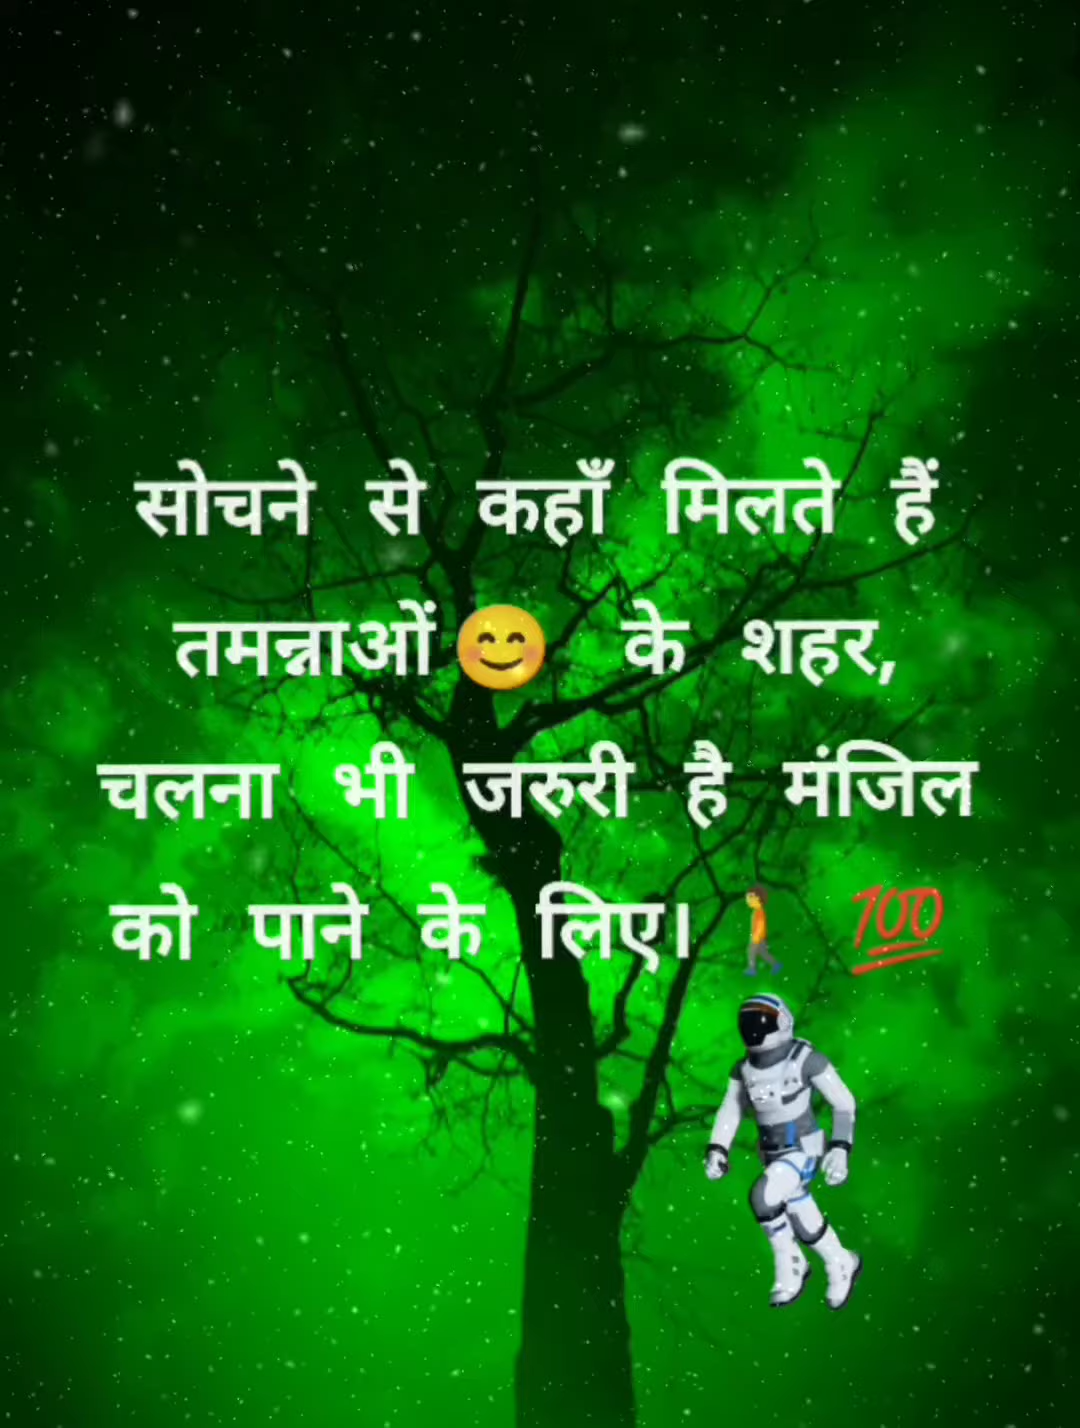 सोचने से कहाँ मिलते हैं
तमन्नाओं😊 के शहर,
चलना भी जरुरी है मंजिल
को पाने के लिए। 🚶 💯